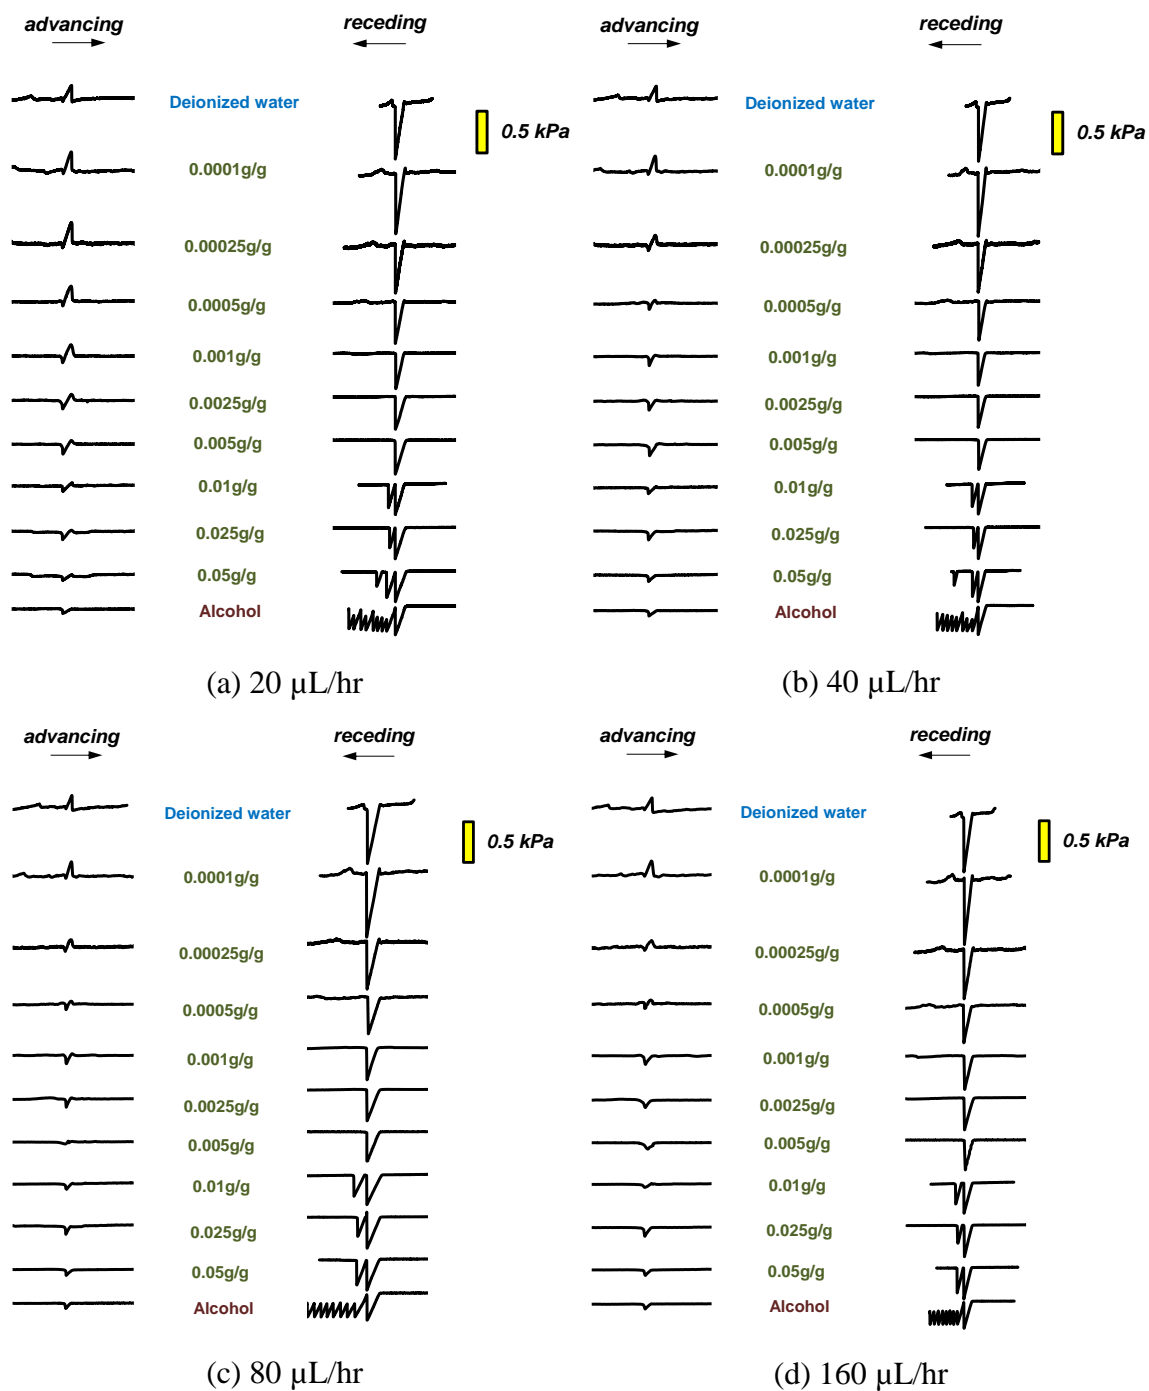 advancing
receding
Deionized water
0.5 kPa
0.0001g/g
0.00025g/g
0.0005g/g
0.001g/g
0.0025g/g
0.005g/g
0.01g/g
0.025g/g
0.05g/g
Alcohol
(a) 20 µL/hr
advancing
receding
Deionized water
0.5 kPa
0.0001g/g
0.00025g/g
0.0005g/g
0.001g/g
0.0025g/g
0.005g/g
0.01g/g
0.025g/g
0.05g/g
Alcohol
(b) 40 µL/hr
advancing
receding
Deionized water
0.5 kPa
0.0001g/g
0.00025g/g
0.0005g/g
0.001g/g
0.0025g/g
0.005g/g
0.01g/g
0.025g/g
0.05g/g
Alcohol
(c) 80 µL/hr
advancing
receding
Deionized water
0.5 kPa
0.0001g/g
0.00025g/g
0.0005g/g
0.001g/g
0.0025g/g
0.005g/g
0.01g/g
0.025g/g
0.05g/g
Alcohol
(d) 160 µL/hr